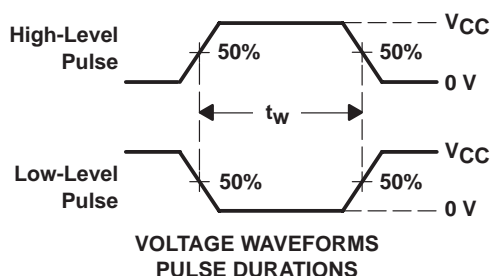 High-Level
Pulse
50%
50%
VCC
0 V
tw
Low-Level
Pulse
50%
50%
VCC
0 V
VOLTAGE WAVEFORMS
PULSE DURATIONS